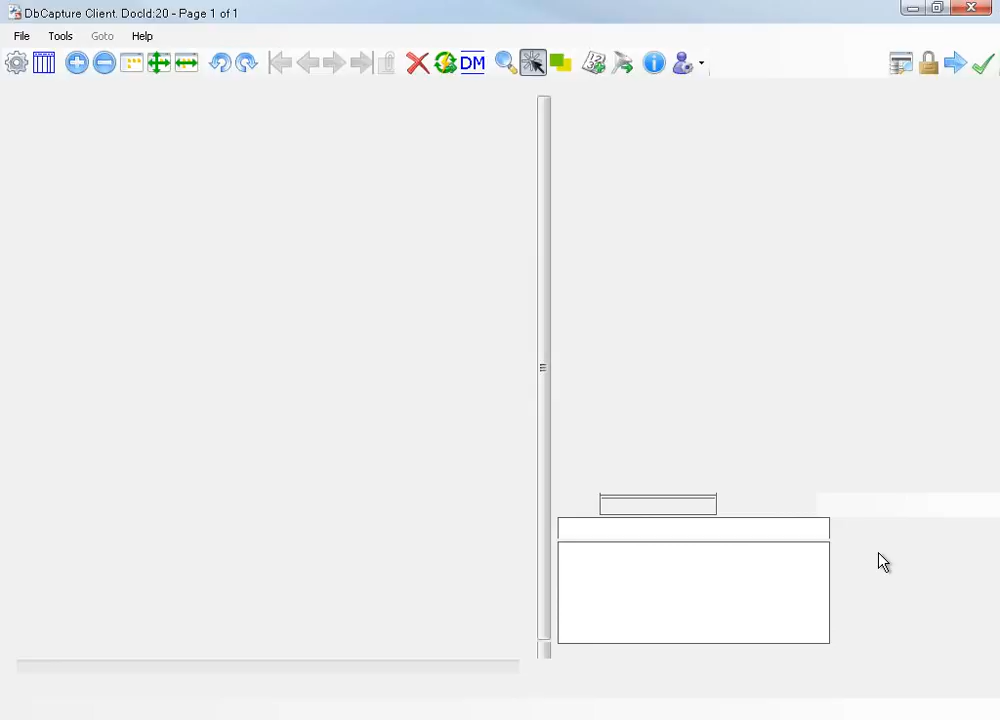 DbCapture Client. DocId:20 - Page 1 of 1
File Tools Goto Help
DM